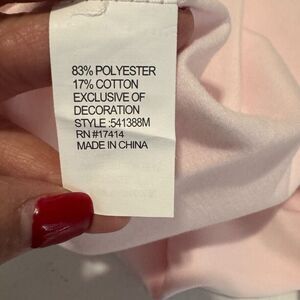 83% POLYESTER
17% COTTON
EXCLUSIVE OF
DECORATION
STYLE :541388M
RN #17414
MADE IN CHINA